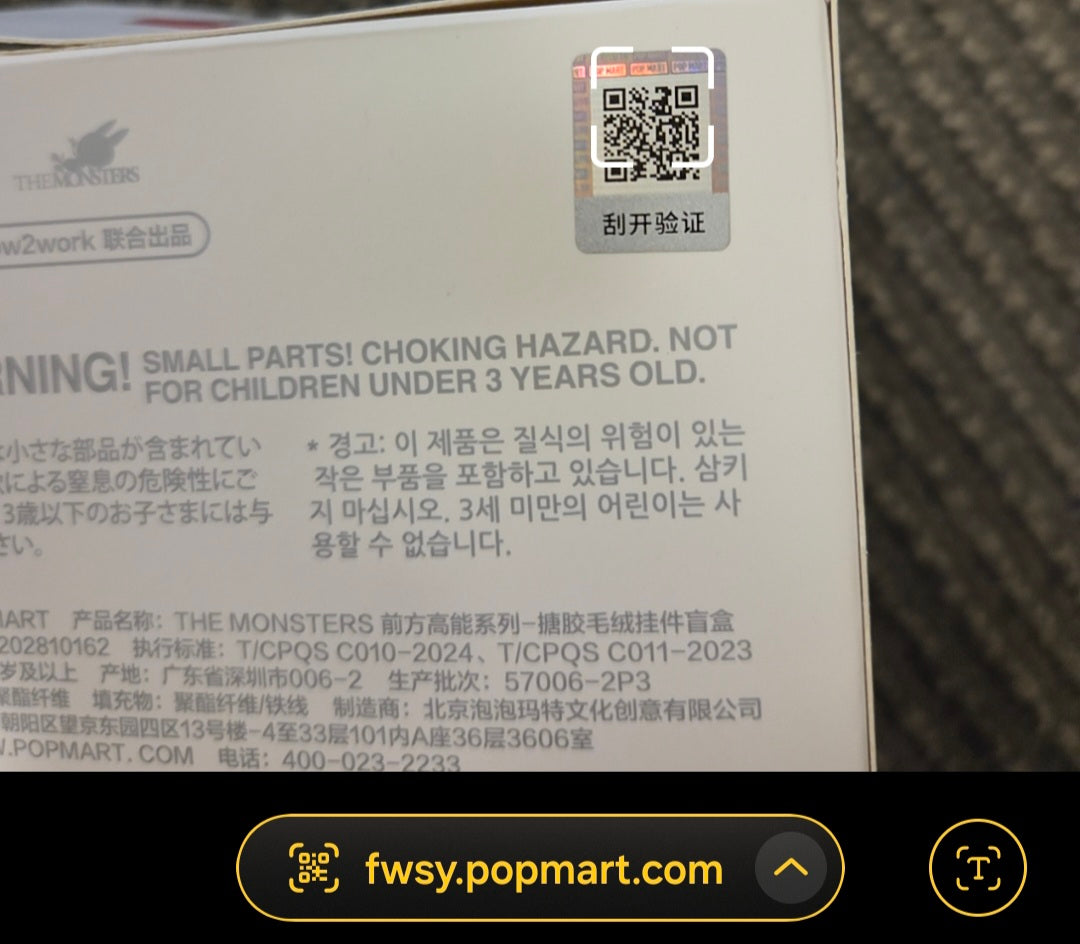 POP MART POP MART POP MART
THE MONSTERS
刮开验证
ow2work 联合出品
RNING! SMALL PARTS! CHOKING HAZARD. NOT
FOR CHILDREN UNDER 3 YEARS OLD.
小さな部品が含まれてい
による窒息の危険性にご
3歳以下のお子さまには与
さい。
* 경고: 이 제품은 질식의 위험이 있는
작은 부품을 포함하고 있습니다. 삼키
지 마십시오. 3세 미만의 어린이는 사
용할 수 없습니다.
MART 产品名称: THE MONSTERS 前方高能系列-搪胶毛绒挂件盲盒
202810162 执行标准: T/CPQS C010-2024、T/CPQS C011-2023
岁及以上 产地: 广东省深圳市006-2 生产批次: 57006-2P3
聚酯纤维 填充物: 聚酯纤维/铁线 制造商: 北京泡泡玛特文化创意有限公司
朝阳区望京东园四区13号楼-4至33层101内A座36层3606室
W.POPMART.COM 电话: 400-023-2233
fwsy.popmart.com
T